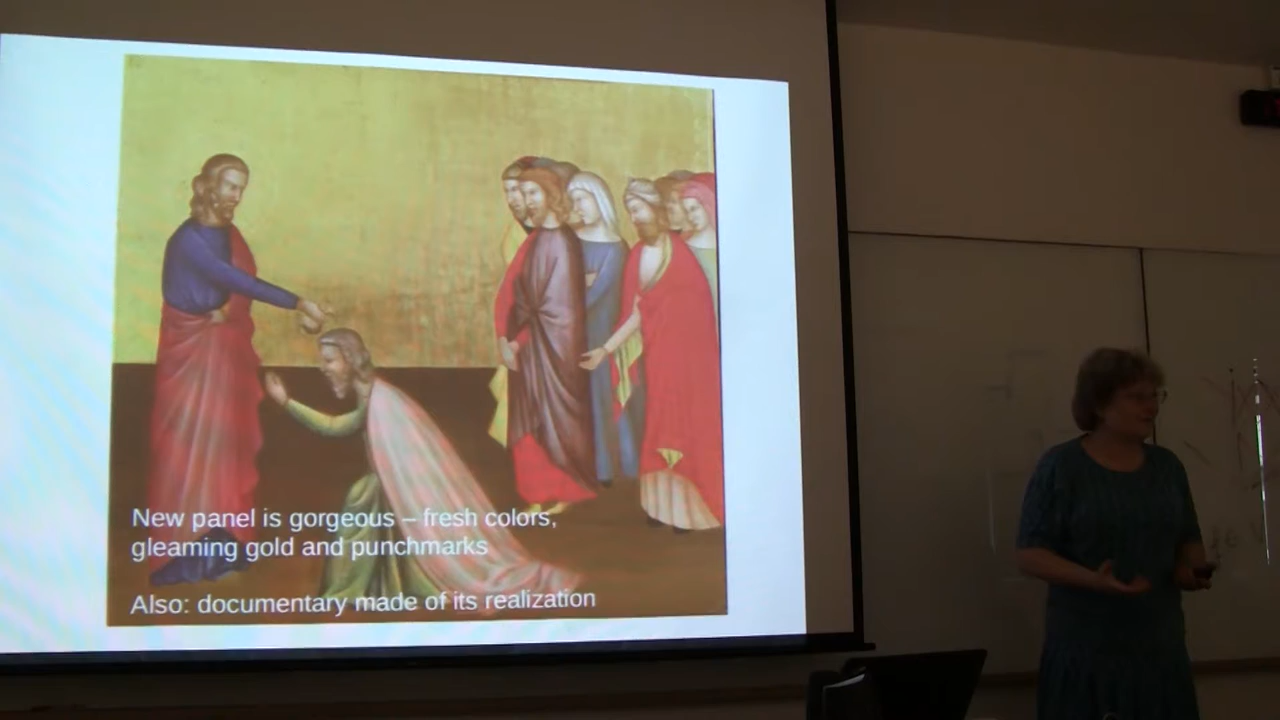 New panel is gorgeous – fresh colors,
gleaming gold and punchmarks
Also: documentary made of its realization